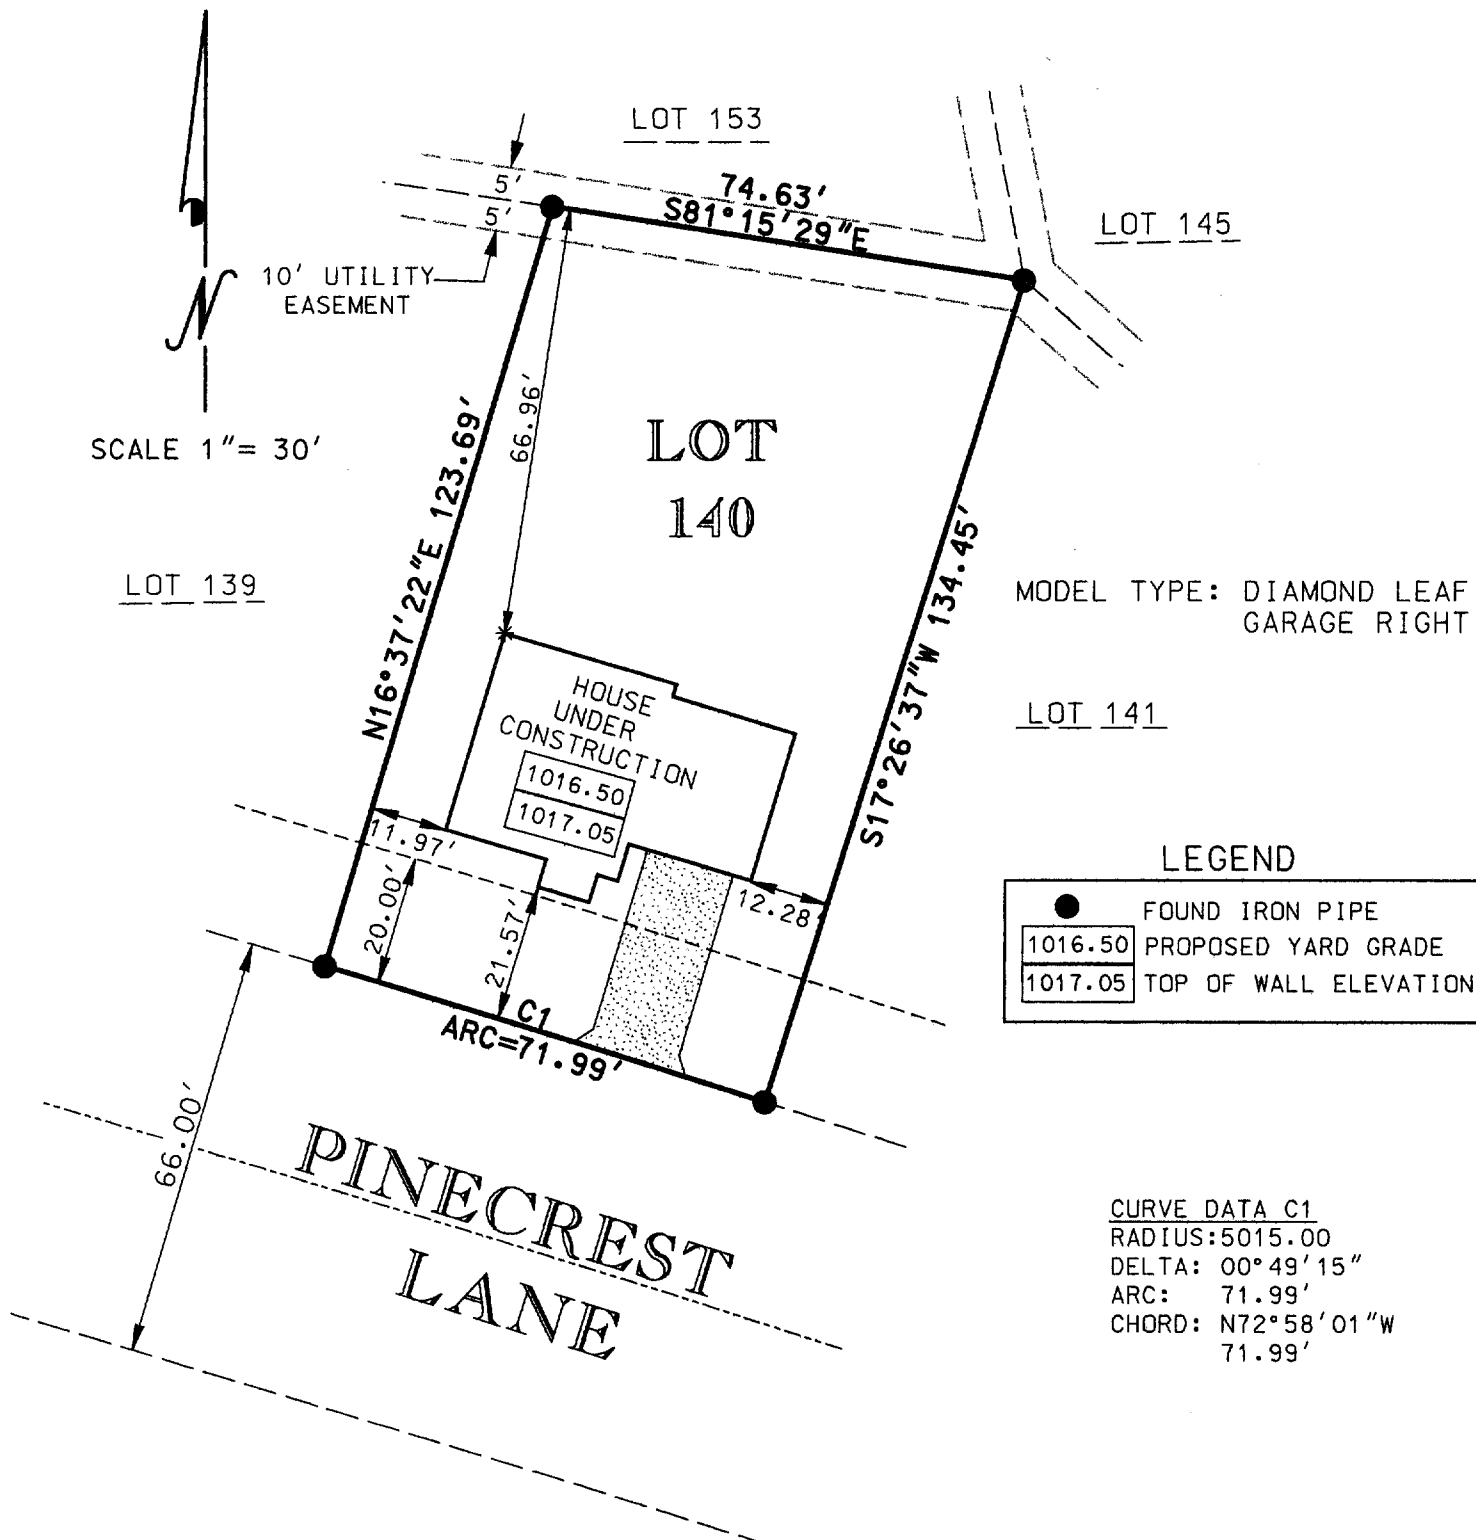 LOT 153
5'
5'
74.63'
S81°15'29"E
LOT 145
10' UTILITY
EASEMENT
N
SCALE 1"= 30'
66.96'
LOT
140
N16°37'22"E 123.69'
S17°26'37"W 134.45'
LOT 139
MODEL TYPE: DIAMOND LEAF
GARAGE RIGHT
LOT 141
HOUSE
UNDER
CONSTRUCTION
1016.50
1017.05
11.97'
12.28'
20.00'
21.57'
LEGEND
FOUND IRON PIPE
1016.50 PROPOSED YARD GRADE
1017.05 TOP OF WALL ELEVATION
C1
ARC=71.99'
66.00'
PINECREST
LANE
CURVE DATA C1
RADIUS:5015.00
DELTA: 00°49'15"
ARC: 71.99'
CHORD: N72°58'01"W
71.99'